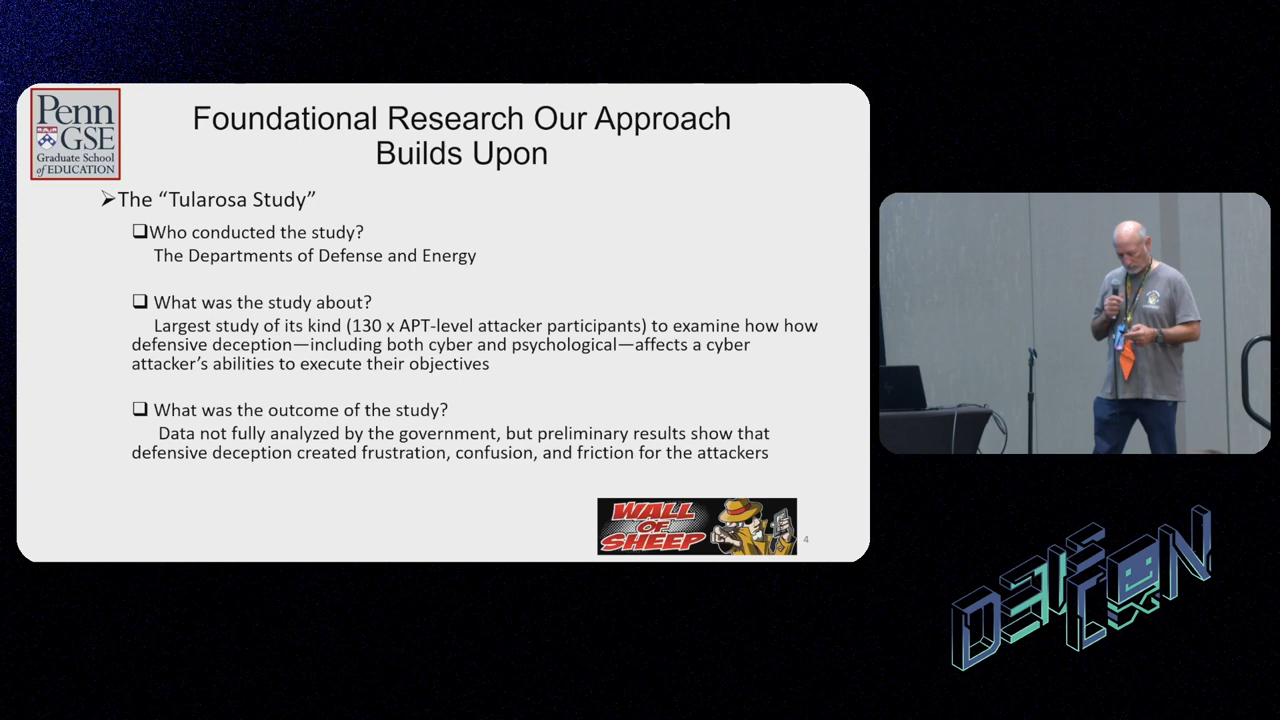 Penn
GSE
Graduate School
of EDUCATION
Foundational Research Our Approach
Builds Upon
➢The “Tularosa Study”
❑Who conducted the study?
The Departments of Defense and Energy
❑ What was the study about?
Largest study of its kind (130 x APT-level attacker participants) to examine how how
defensive deception—including both cyber and psychological—affects a cyber
attacker’s abilities to execute their objectives
❑ What was the outcome of the study?
Data not fully analyzed by the government, but preliminary results show that
defensive deception created frustration, confusion, and friction for the attackers
WALL
OF
SHEEP
4
DEF
CON